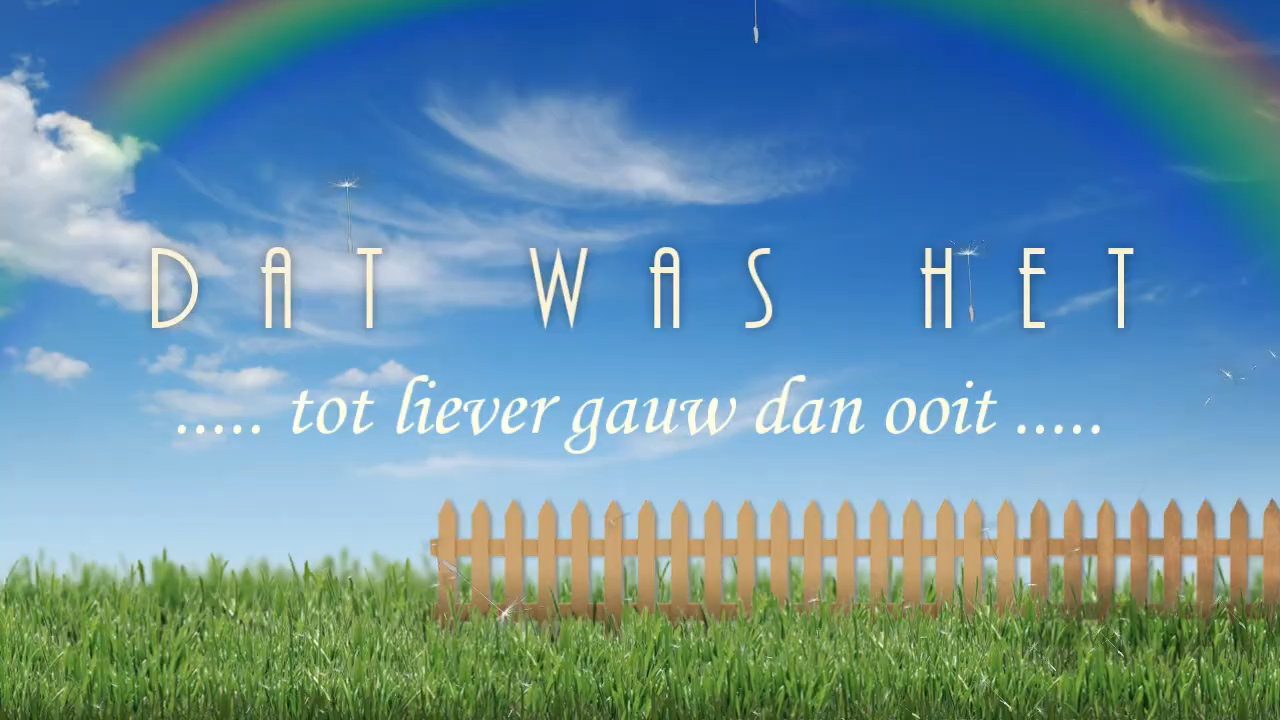 DAT WAS HET
..... tot liever gauw dan ooit .....